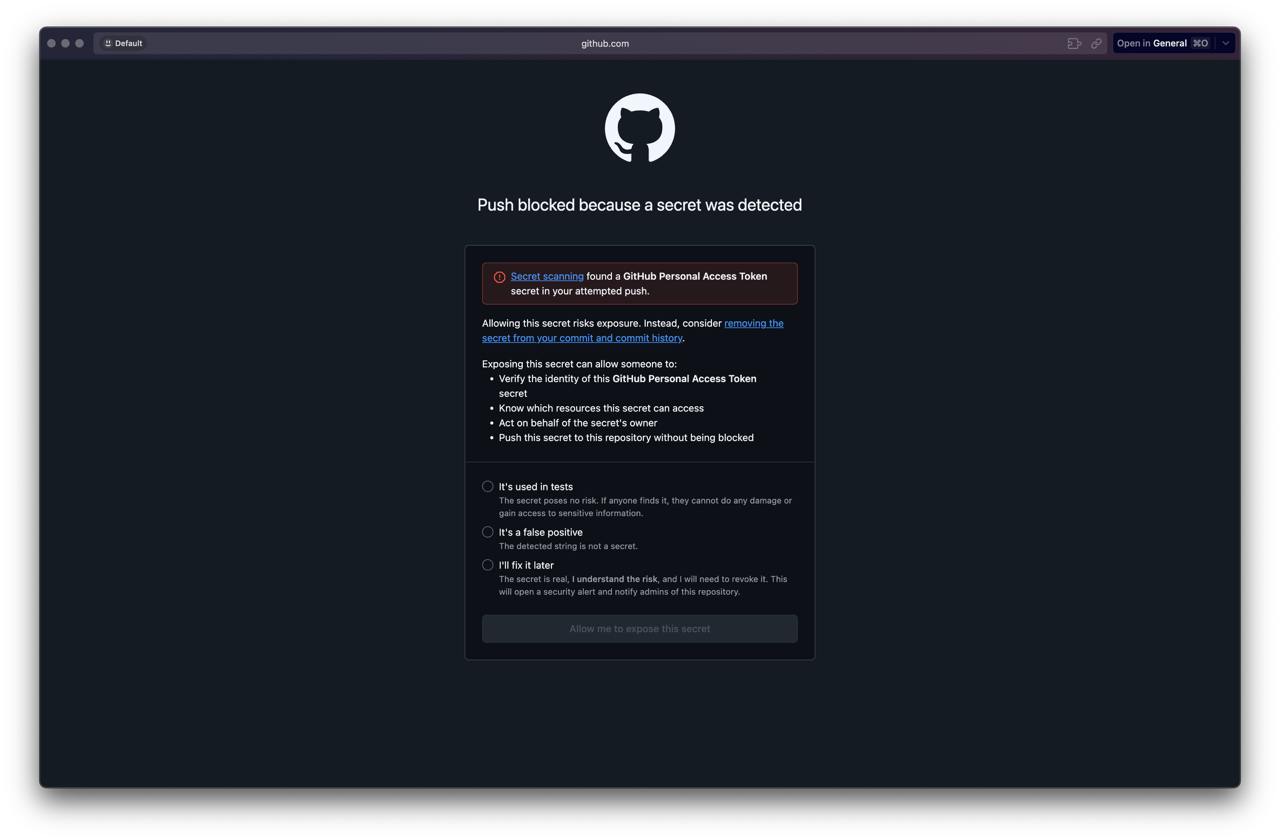 Default
github.com
Open in General ⌘O
Push blocked because a secret was detected
Secret scanning found a GitHub Personal Access Token
secret in your attempted push.
Allowing this secret risks exposure. Instead, consider removing the
secret from your commit and commit history.
Exposing this secret can allow someone to:
• Verify the identity of this GitHub Personal Access Token
secret
• Know which resources this secret can access
• Act on behalf of the secret's owner
• Push this secret to this repository without being blocked
It's used in tests
The secret poses no risk. If anyone finds it, they cannot do any damage or
gain access to sensitive information.
It's a false positive
The detected string is not a secret.
I'll fix it later
The secret is real, I understand the risk, and I will need to revoke it. This
will open a security alert and notify admins of this repository.
Allow me to expose this secret